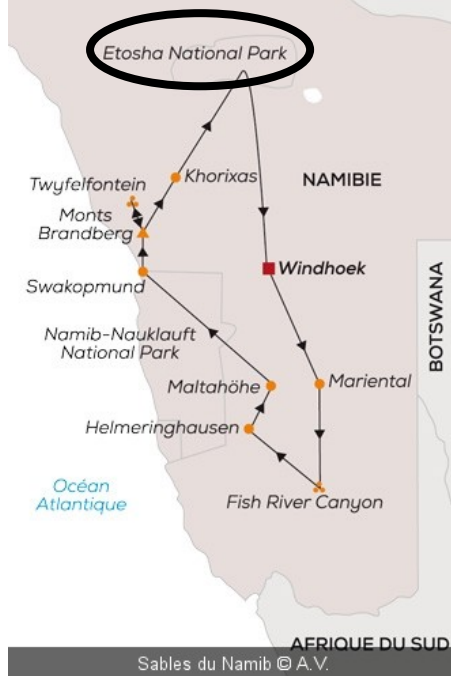 Etosha National Park
Khorixas
NAMIBIE
Twyfelfontein
Monts
Brandberg
Windhoek
Swakopmund
BOTSWANA
Namib-Nauklauft
National Park
Maltahöhe
Mariental
Helmeringhausen
Océan
Atlantique
Fish River Canyon
AFRIQUE DU SUD
Sables du Namib © A.V.